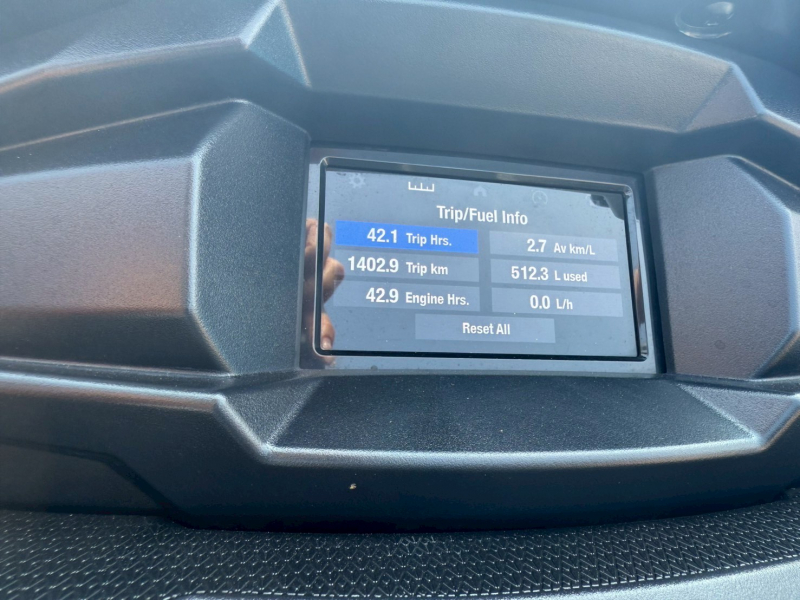 Trip/Fuel Info
42.1 Trip Hrs.
2.7 Av km/L
1402.9 Trip km
512.3 L used
42.9 Engine Hrs.
0.0 L/h
Reset All